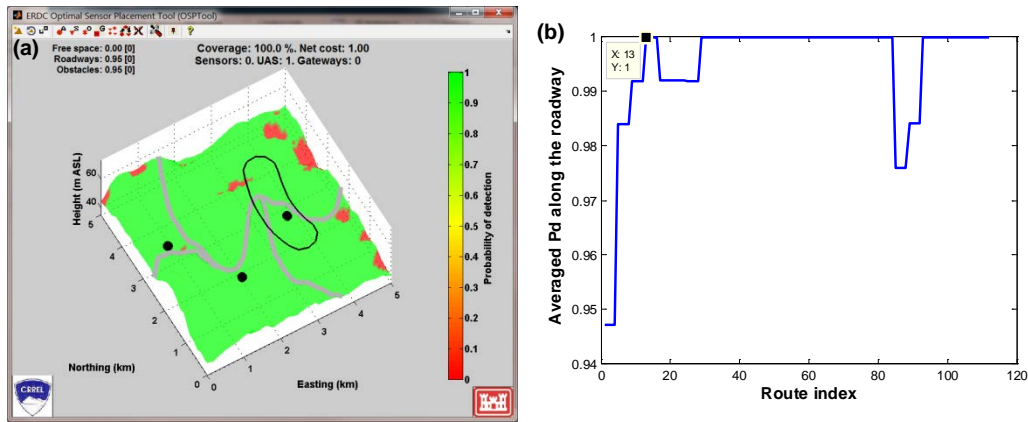 ERDC Optimal Sensor Placement Tool (OSPTool)
(a)
Free space: 0.00 [0]
Roadways: 0.95 [0]
Obstacles: 0.95 [0]
Coverage: 100.0 %. Net cost: 1.00
Sensors: 0. UAS: 1. Gateways: 0
Height (m ASL)
60
40
5
4
3
2
1
0
Northing (km)
0
1
2
3
4
5
Easting (km)
1
0.9
0.8
0.7
0.6
0.5
0.4
0.3
0.2
0.1
0
Probability of detection
CRREL
(b)
Averaged Pd along the roadway
1
0.99
0.98
0.97
0.96
0.95
0.94
X: 13
Y: 1
0
20
40
60
80
100
120
Route index